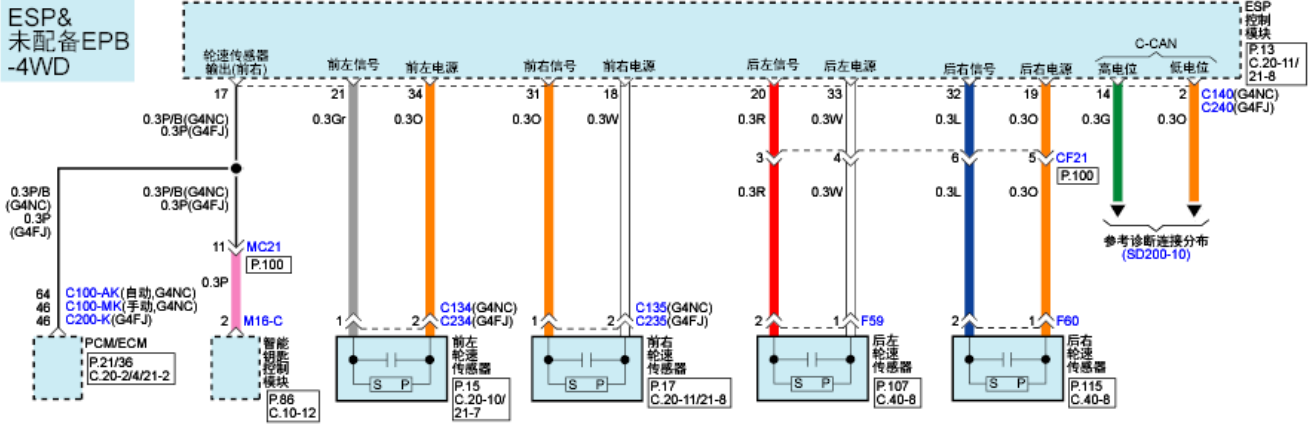 ESP&
未配备EPB
-4WD
ESP
控制
模块
P.13
C.20-11/
21-8
C-CAN
轮速传感器
输出(前右)
前左信号
前左电源
前右信号
前右电源
后左信号
后左电源
后右信号
后右电源
高电位
低电位
17
21
34
31
18
20
33
32
19
14
2
C140(G4NC)
C240(G4FJ)
0.3P/B(G4NC)
0.3P(G4FJ)
0.3Gr
0.3O
0.3O
0.3W
0.3R
0.3W
0.3L
0.3O
0.3G
0.3O
3
4
6
5
CF21
P.100
0.3P/B
(G4NC)
0.3P
(G4FJ)
0.3P/B(G4NC)
0.3P(G4FJ)
0.3R
0.3W
0.3L
0.3O
参考诊断连接分布
(SD200-10)
11
MC21
P.100
0.3P
64
C100-AK(自动,G4NC)
46
C100-MK(手动,G4NC)
46
C200-K(G4FJ)
2
M16-C
1
2
C134(G4NC)
C234(G4FJ)
1
2
C135(G4NC)
C235(G4FJ)
2
1
F59
2
1
F60
PCM/ECM
P.21/36
C.20-2/4/21-2
智能
钥匙
控制
模块
P.86
C.10-12
S P
前左
轮速
传感器
P.15
C.20-10/
21-7
S P
前右
轮速
传感器
P.17
C.20-11/21-8
S P
后左
轮速
传感器
P.107
C.40-8
S P
后右
轮速
传感器
P.115
C.40-8